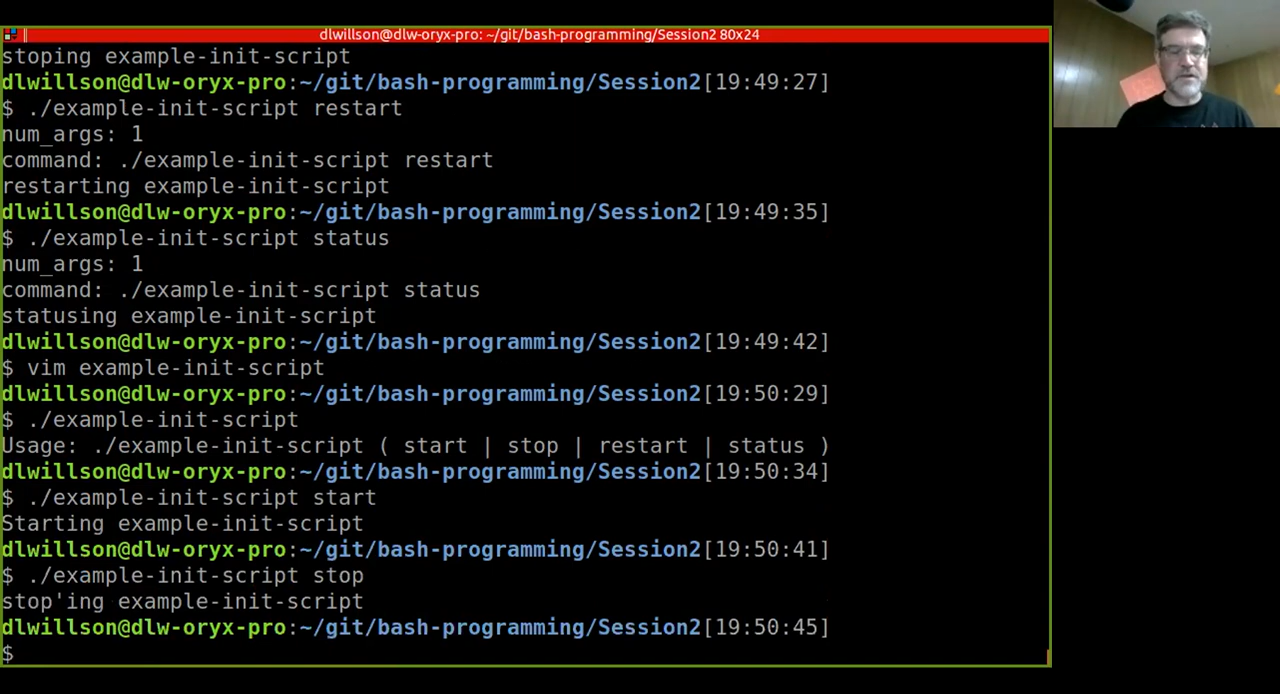 dlwillson@dlw-oryx-pro: ~/git/bash-programming/Session2 80x24
stoping example-init-script
dlwillson@dlw-oryx-pro:~/git/bash-programming/Session2[19:49:27]
$ ./example-init-script restart
num_args: 1
command: ./example-init-script restart
restarting example-init-script
dlwillson@dlw-oryx-pro:~/git/bash-programming/Session2[19:49:35]
$ ./example-init-script status
num_args: 1
command: ./example-init-script status
statusing example-init-script
dlwillson@dlw-oryx-pro:~/git/bash-programming/Session2[19:49:42]
$ vim example-init-script
dlwillson@dlw-oryx-pro:~/git/bash-programming/Session2[19:50:29]
$ ./example-init-script
Usage: ./example-init-script ( start | stop | restart | status )
dlwillson@dlw-oryx-pro:~/git/bash-programming/Session2[19:50:34]
$ ./example-init-script start
Starting example-init-script
dlwillson@dlw-oryx-pro:~/git/bash-programming/Session2[19:50:41]
$ ./example-init-script stop
stop'ing example-init-script
dlwillson@dlw-oryx-pro:~/git/bash-programming/Session2[19:50:45]
$